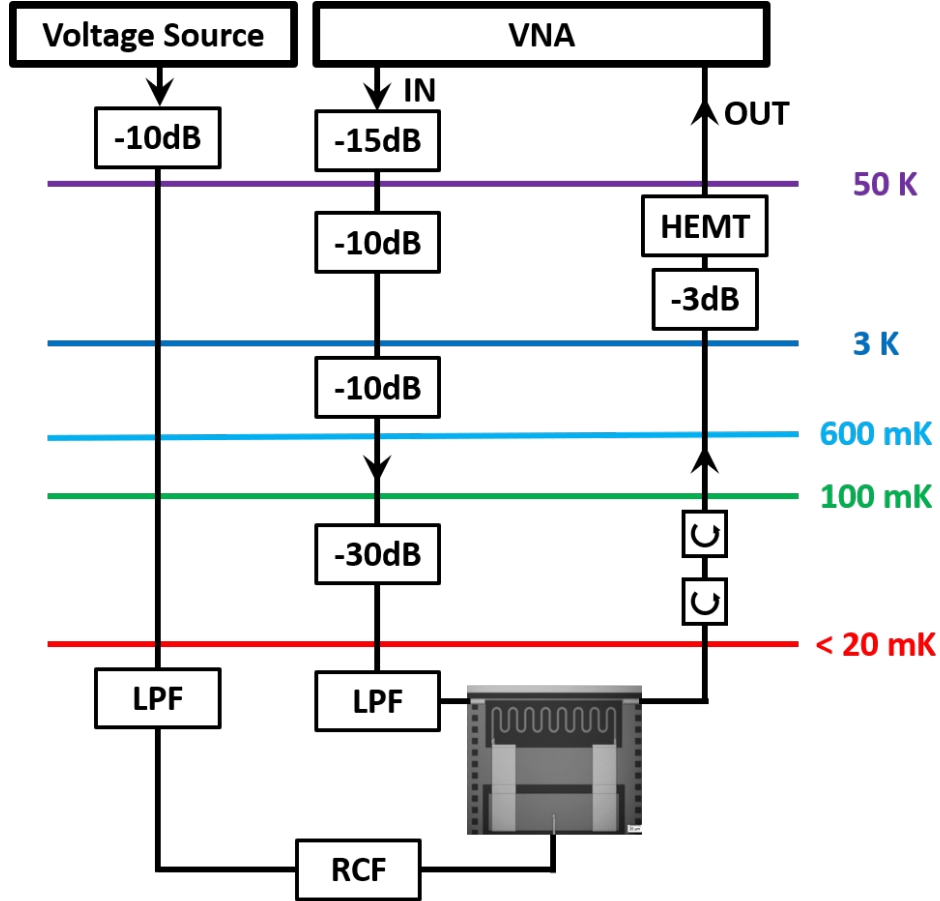 Voltage Source
VNA
IN
OUT
-10dB
-15dB
50 K
-10dB
HEMT
-3dB
3 K
-10dB
600 mK
100 mK
-30dB
< 20 mK
LPF
LPF
RCF